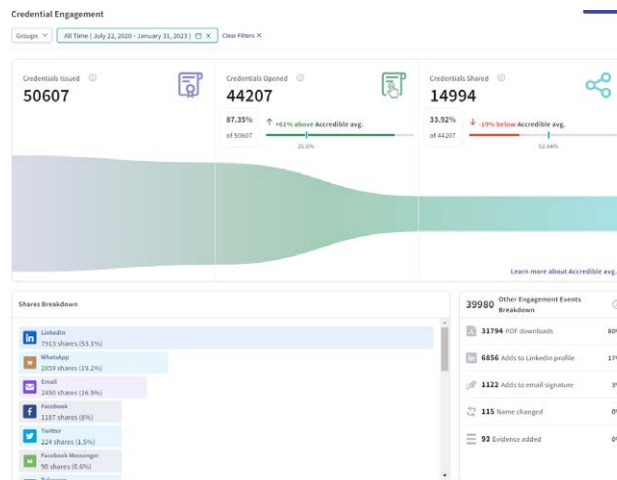 Credential Engagement
Groups
All Time ( July 22, 2020 - January 31, 2023 )
Clear Filters ×
Credentials Issued
50607
Credentials Opened
44207
87.35%
of 50607
+61% above Accredible avg.
26.6%
Credentials Shared
14994
33.92%
of 44207
-19% below Accredible avg.
52.64%
Learn more about Accredible avg.
Shares Breakdown
LinkedIn
7913 shares (53.1%)
WhatsApp
2859 shares (19.2%)
Email
2450 shares (16.5%)
Facebook
1187 shares (8%)
Twitter
224 shares (1.5%)
Facebook Messenger
90 shares (0.6%)
39980 Other Engagement Events
Breakdown
31794 PDF downloads
6856 Adds to LinkedIn profile
1122 Adds to email signature
115 Name changed
93 Evidence added